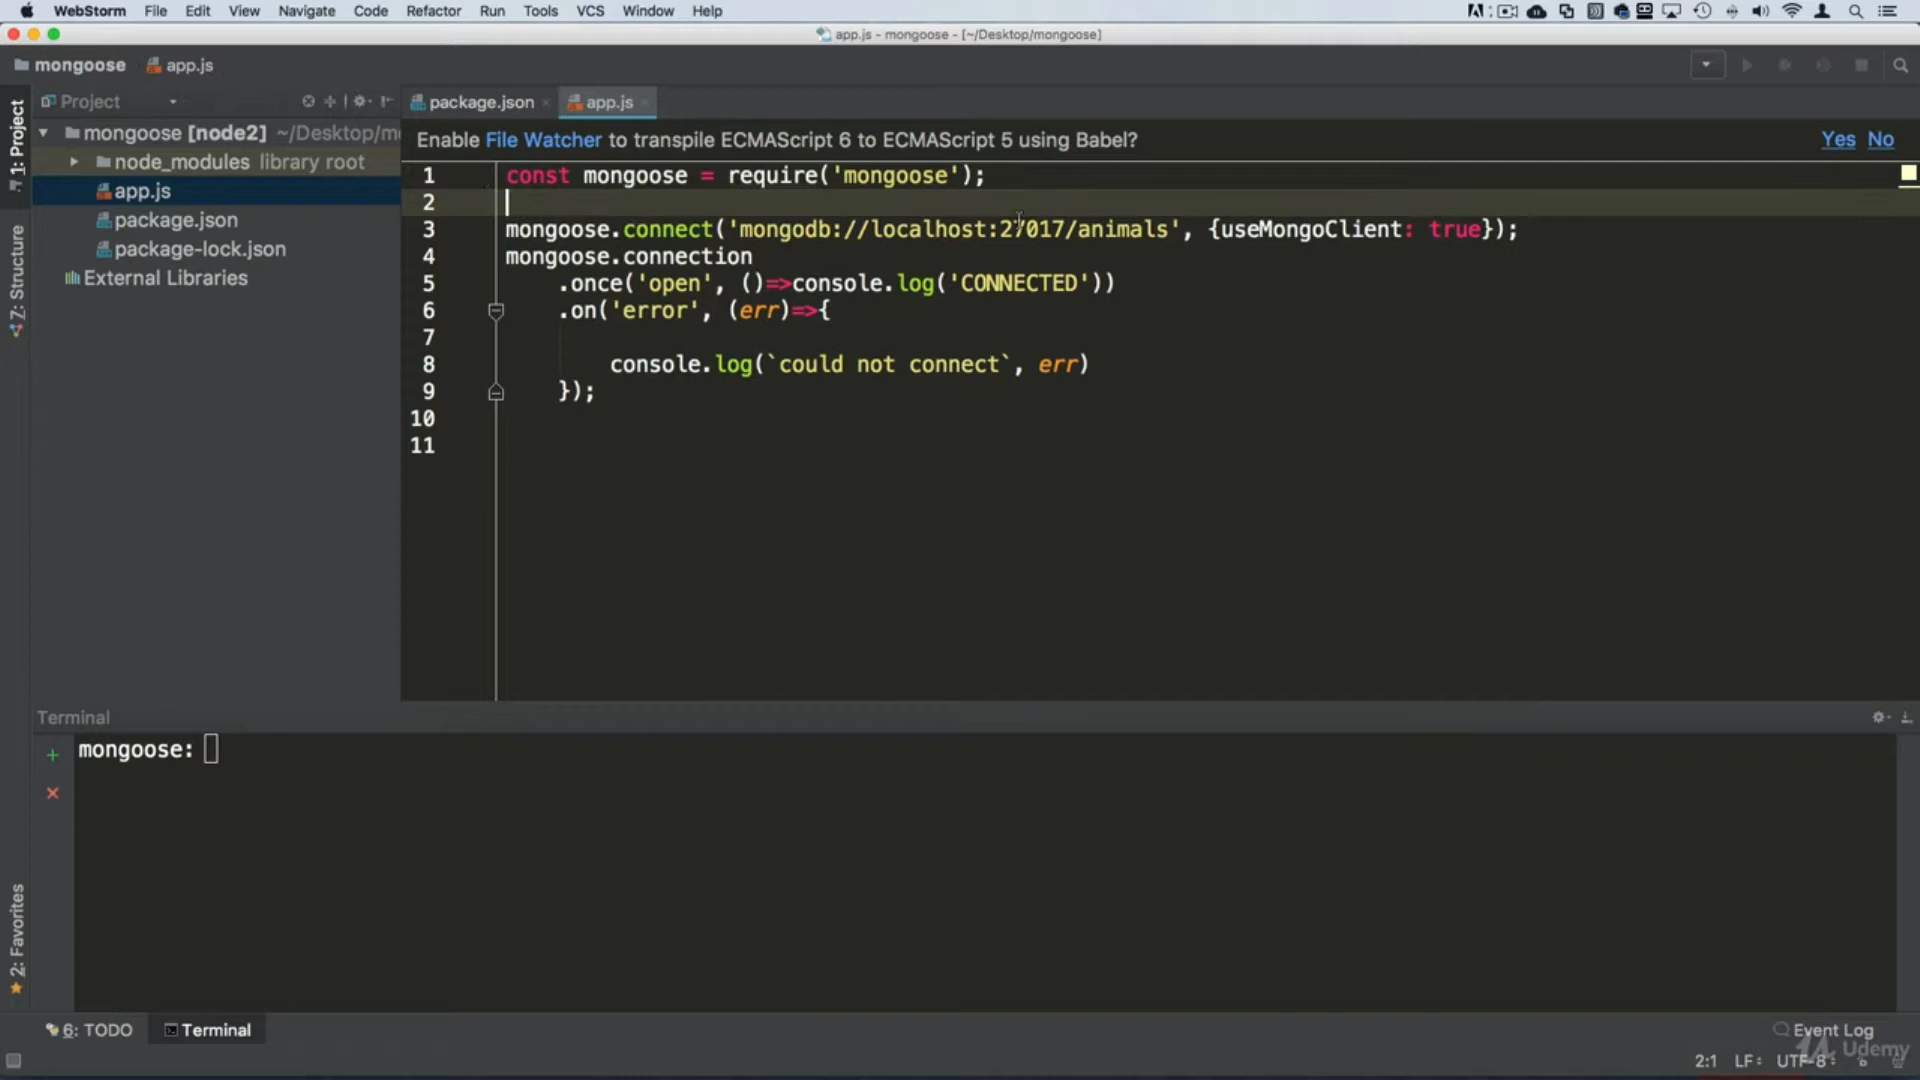 WebStorm File Edit View Navigate Code Refactor Run Tools VCS Window Help
app.js - mongoose - [~/Desktop/mongoose]
mongoose app.js
1: Project
Z: Structure
2: Favorites
Project
mongoose [node2] ~/Desktop/m
node_modules library root
app.js
package.json
package-lock.json
External Libraries
package.json app.js
Enable File Watcher to transpile ECMAScript 6 to ECMAScript 5 using Babel? Yes No
1 const mongoose = require('mongoose');
2
3 mongoose.connect('mongodb://localhost:27017/animals', {useMongoClient: true});
4 mongoose.connection
5 .once('open', ()=>console.log('CONNECTED'))
6 .on('error', (err)=>{
7
8 console.log(`could not connect`, err)
9 });
10
11
Terminal
mongoose:
6: TODO Terminal Event Log
Udemy
2:1 LF UTF-8